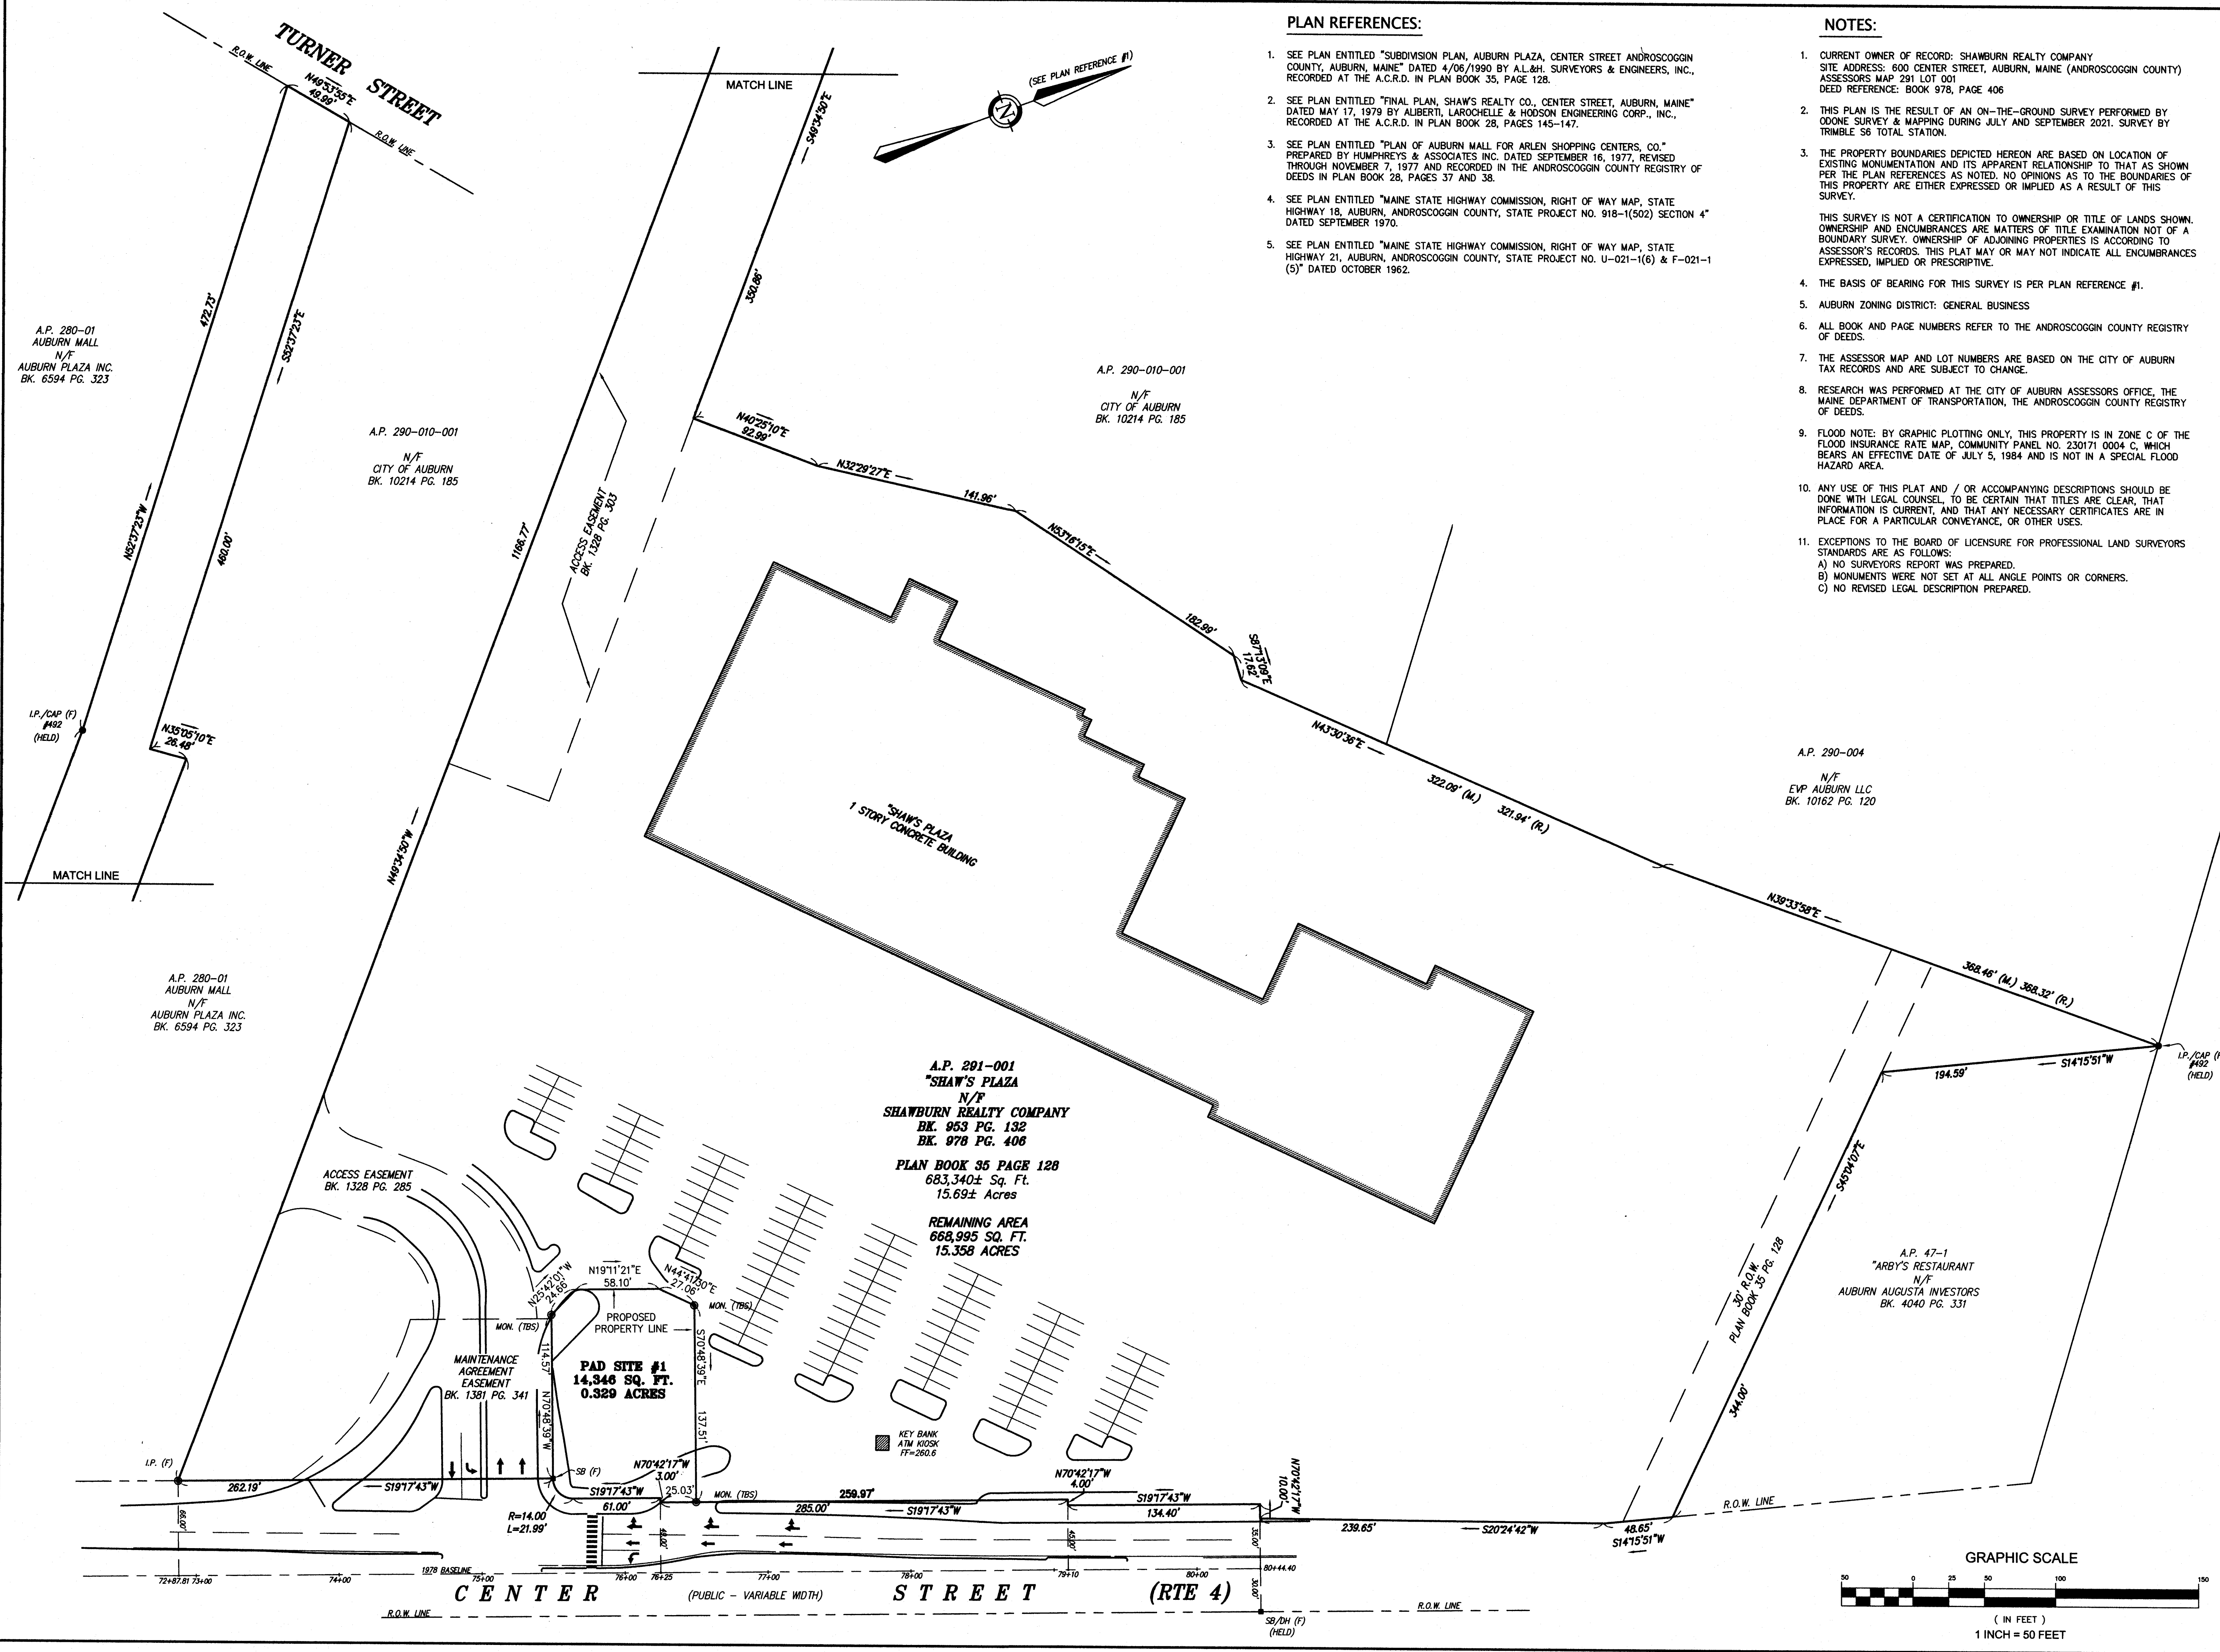 PLAN REFERENCES:
1. SEE PLAN ENTITLED "SUBDIVISION PLAN, AUBURN PLAZA, CENTER STREET ANDROSCOGGIN
COUNTY, AUBURN, MAINE" DATED 4/06/1990 BY A.L.&H. SURVEYORS & ENGINEERS, INC.,
RECORDED AT THE A.C.R.D. IN PLAN BOOK 35, PAGE 128.
2. SEE PLAN ENTITLED "FINAL PLAN, SHAW'S REALTY CO., CENTER STREET, AUBURN, MAINE"
DATED MAY 17, 1979 BY ALIBERTI, LAROCHELLE & HODSON ENGINEERING CORP., INC.,
RECORDED AT THE A.C.R.D. IN PLAN BOOK 28, PAGES 145-147.
3. SEE PLAN ENTITLED "PLAN OF AUBURN MALL FOR ARLEN SHOPPING CENTERS, CO."
PREPARED BY HUMPHREYS & ASSOCIATES INC. DATED SEPTEMBER 16, 1977, REVISED
THROUGH NOVEMBER 7, 1977 AND RECORDED IN THE ANDROSCOGGIN COUNTY REGISTRY OF
DEEDS IN PLAN BOOK 28, PAGES 37 AND 38.
4. SEE PLAN ENTITLED "MAINE STATE HIGHWAY COMMISSION, RIGHT OF WAY MAP, STATE
HIGHWAY 18, AUBURN, ANDROSCOGGIN COUNTY, STATE PROJECT NO. 918-1(502) SECTION 4"
DATED SEPTEMBER 1970.
5. SEE PLAN ENTITLED "MAINE STATE HIGHWAY COMMISSION, RIGHT OF WAY MAP, STATE
HIGHWAY 21, AUBURN, ANDROSCOGGIN COUNTY, STATE PROJECT NO. U-021-1(6) & F-021-1
(5)" DATED OCTOBER 1962.
NOTES:
1. CURRENT OWNER OF RECORD: SHAWBURN REALTY COMPANY
SITE ADDRESS: 600 CENTER STREET, AUBURN, MAINE (ANDROSCOGGIN COUNTY)
ASSESSORS MAP 291 LOT 001
DEED REFERENCE: BOOK 978, PAGE 406
2. THIS PLAN IS THE RESULT OF AN ON-THE-GROUND SURVEY PERFORMED BY
ODONE SURVEY & MAPPING DURING JULY AND SEPTEMBER 2021. SURVEY BY
TRIMBLE S6 TOTAL STATION.
3. THE PROPERTY BOUNDARIES DEPICTED HEREON ARE BASED ON LOCATION OF
EXISTING MONUMENTATION AND ITS APPARENT RELATIONSHIP TO THAT AS SHOWN
PER THE PLAN REFERENCES AS NOTED. NO OPINIONS AS TO THE BOUNDARIES OF
THIS PROPERTY ARE EITHER EXPRESSED OR IMPLIED AS A RESULT OF THIS
SURVEY.
THIS SURVEY IS NOT A CERTIFICATION TO OWNERSHIP OR TITLE OF LANDS SHOWN.
OWNERSHIP AND ENCUMBRANCES ARE MATTERS OF TITLE EXAMINATION NOT OF A
BOUNDARY SURVEY. OWNERSHIP OF ADJOINING PROPERTIES IS ACCORDING TO
ASSESSOR'S RECORDS. THIS PLAT MAY OR MAY NOT INDICATE ALL ENCUMBRANCES
EXPRESSED, IMPLIED OR PRESCRIPTIVE.
4. THE BASIS OF BEARING FOR THIS SURVEY IS PER PLAN REFERENCE #1.
5. AUBURN ZONING DISTRICT: GENERAL BUSINESS
6. ALL BOOK AND PAGE NUMBERS REFER TO THE ANDROSCOGGIN COUNTY REGISTRY
OF DEEDS.
7. THE ASSESSOR MAP AND LOT NUMBERS ARE BASED ON THE CITY OF AUBURN
TAX RECORDS AND ARE SUBJECT TO CHANGE.
8. RESEARCH WAS PERFORMED AT THE CITY OF AUBURN ASSESSORS OFFICE, THE
MAINE DEPARTMENT OF TRANSPORTATION, THE ANDROSCOGGIN COUNTY REGISTRY
OF DEEDS.
9. FLOOD NOTE: BY GRAPHIC PLOTTING ONLY, THIS PROPERTY IS IN ZONE C OF THE
FLOOD INSURANCE RATE MAP, COMMUNITY PANEL NO. 230171 0004 C, WHICH
BEARS AN EFFECTIVE DATE OF JULY 5, 1984 AND IS NOT IN A SPECIAL FLOOD
HAZARD AREA.
10. ANY USE OF THIS PLAT AND / OR ACCOMPANYING DESCRIPTIONS SHOULD BE
DONE WITH LEGAL COUNSEL, TO BE CERTAIN THAT TITLES ARE CLEAR, THAT
INFORMATION IS CURRENT, AND THAT ANY NECESSARY CERTIFICATES ARE IN
PLACE FOR A PARTICULAR CONVEYANCE, OR OTHER USES.
11. EXCEPTIONS TO THE BOARD OF LICENSURE FOR PROFESSIONAL LAND SURVEYORS
STANDARDS ARE AS FOLLOWS:
A) NO SURVEYORS REPORT WAS PREPARED.
B) MONUMENTS WERE NOT SET AT ALL ANGLE POINTS OR CORNERS.
C) NO REVISED LEGAL DESCRIPTION PREPARED.
TURNER STREET
R.O.W. LINE
N49°53'55"E
49.99'
R.O.W. LINE
MATCH LINE
(SEE PLAN REFERENCE #1)
N
S49°34'50"E
350.86'
472.73'
S52°37'23"E
A.P. 280-01
AUBURN MALL
N/F
AUBURN PLAZA INC.
BK. 6594 PG. 323
A.P. 290-010-001
N/F
CITY OF AUBURN
BK. 10214 PG. 185
A.P. 290-010-001
N/F
CITY OF AUBURN
BK. 10214 PG. 185
N40°25'10"E
92.99'
N32°29'27"E
141.96'
N53°16'15"E
182.99'
S87°13'09"E
17.62'
N52°37'23"W
460.00'
1166.77'
ACCESS EASEMENT
BK. 1328 PG. 303
I.P./CAP (F)
#492
(HELD)
N35°05'10"E
26.48'
N43°30'36"E
322.09' (M.) 321.94' (R.)
A.P. 290-004
N/F
EVP AUBURN LLC
BK. 10162 PG. 120
"SHAW'S PLAZA
1 STORY CONCRETE BUILDING
MATCH LINE
N49°34'50"W
N39°33'58"E
368.46' (M.) 368.32' (R.)
A.P. 280-01
AUBURN MALL
N/F
AUBURN PLAZA INC.
BK. 6594 PG. 323
I.P./CAP (F
#492
(HELD)
194.59'
S14°15'51"W
A.P. 291-001
"SHAW'S PLAZA
N/F
SHAWBURN REALTY COMPANY
BK. 953 PG. 132
BK. 978 PG. 406
PLAN BOOK 35 PAGE 128
683,340± Sq. Ft.
15.69± Acres
REMAINING AREA
668,995 SQ. FT.
15.358 ACRES
ACCESS EASEMENT
BK. 1328 PG. 285
S45°04'07"E
344.00'
30' R.O.W.
PLAN BOOK 35 PG. 128
A.P. 47-1
"ARBY'S RESTAURANT
N/F
AUBURN AUGUSTA INVESTORS
BK. 4040 PG. 331
N25°42'01"W
24.66'
N19°11'21"E
58.10'
N44°41'50"E
27.06'
MON. (TBS)
MON. (TBS)
PROPOSED
PROPERTY LINE
S70°48'39"E
137.51'
114.57'
N70°48'39"W
PAD SITE #1
14,346 SQ. FT.
0.329 ACRES
MAINTENANCE
AGREEMENT
EASEMENT
BK. 1381 PG. 341
KEY BANK
ATM KIOSK
FF=260.6
I.P. (F)
262.19'
S19°17'43"W
SB (F)
S19°17'43"W
61.00'
R=14.00
L=21.99'
N70°42'17"W
3.00'
25.03'
MON. (TBS)
259.97'
285.00'
S19°17'43"W
N70°42'17"W
4.00'
S19°17'43"W
134.40'
N70°42'17"W
10.00'
239.65'
S20°24'42"W
48.65'
S14°15'51"W
R.O.W. LINE
66.00'
45.00'
35.00'
30.00'
72+87.81 73+00
74+00
1978 BASELINE
75+00
76+00
76+25
77+00
78+00
79+10
80+00
80+44.40
CENTER (PUBLIC - VARIABLE WIDTH) STREET (RTE 4)
R.O.W. LINE
R.O.W. LINE
SB/DH (F)
(HELD)
GRAPHIC SCALE
50 0 25 50 100 150
( IN FEET )
1 INCH = 50 FEET